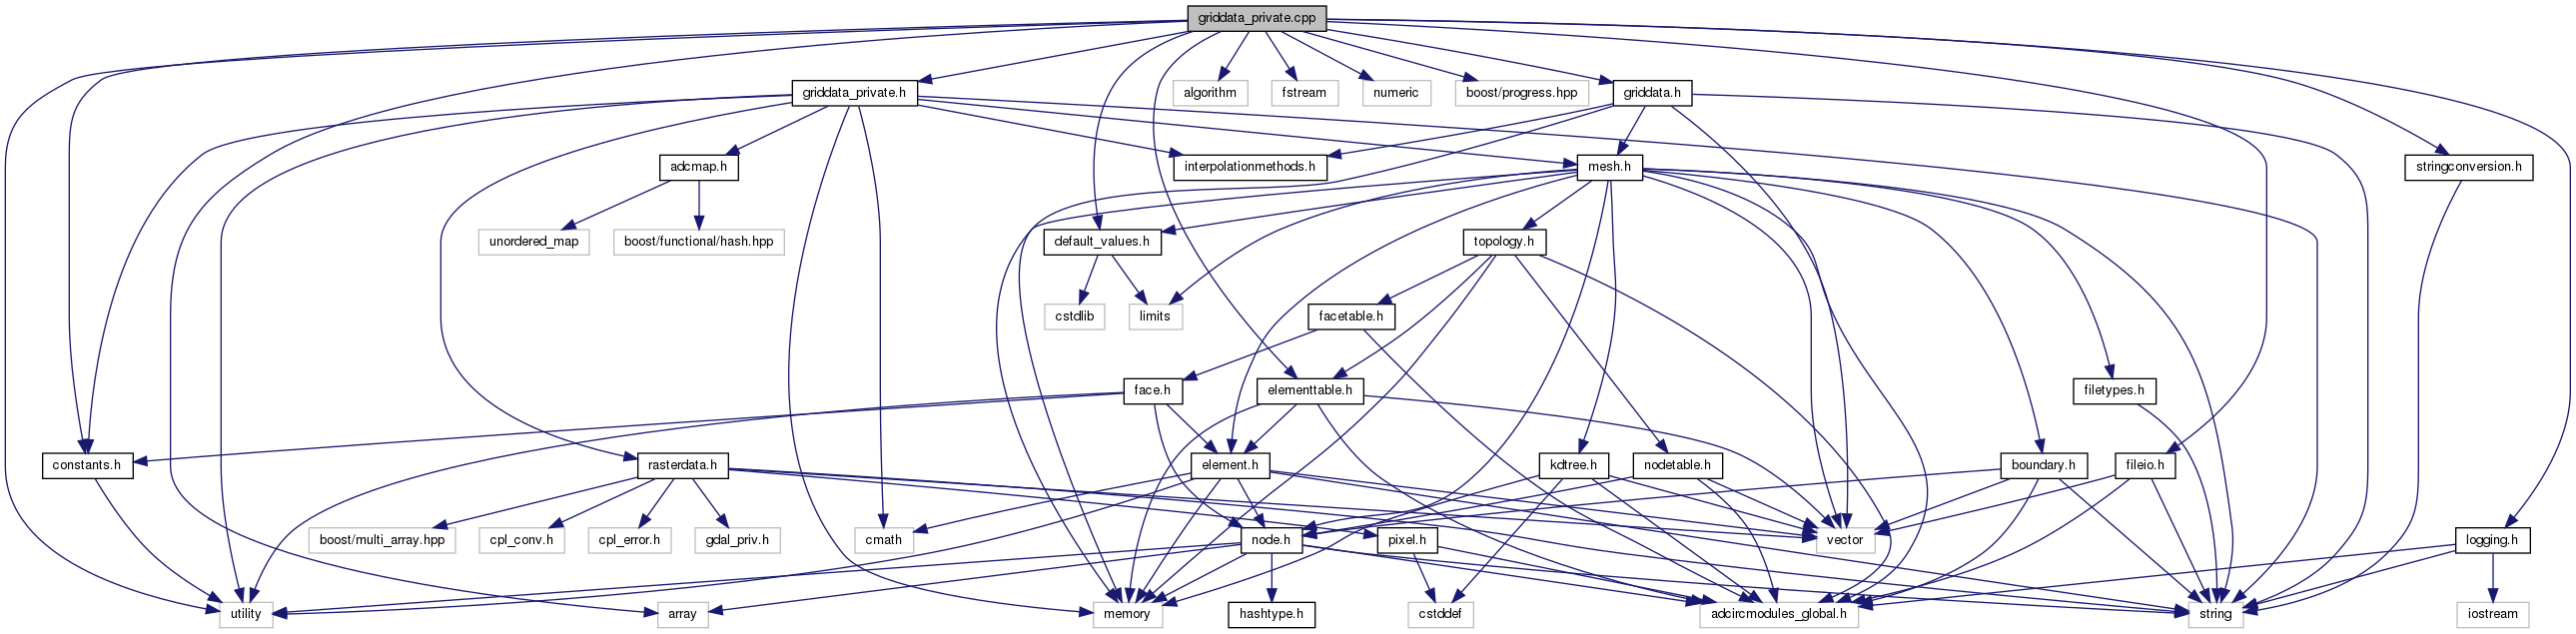 griddata_private.cpp
griddata_private.h
algorithm
fstream
numeric
boost/progress.hpp
griddata.h
adcmap.h
interpolationmethods.h
mesh.h
stringconversion.h
unordered_map
boost/functional/hash.hpp
default_values.h
topology.h
cstdlib
limits
facetable.h
face.h
elementtable.h
filetypes.h
constants.h
rasterdata.h
element.h
kdtree.h
nodetable.h
boundary.h
fileio.h
boost/multi_array.hpp
cpl_conv.h
cpl_error.h
gdal_priv.h
cmath
node.h
pixel.h
vector
logging.h
utility
array
memory
hashtype.h
cstddef
adcircmodules_global.h
string
iostream